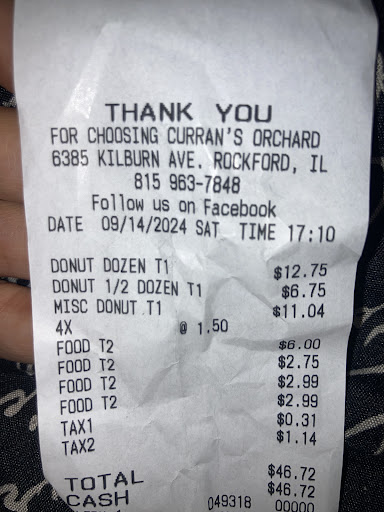 THANK YOU
FOR CHOOSING CURRAN'S ORCHARD
6385 KILBURN AVE. ROCKFORD, IL
815 963-7848
Follow us on Facebook
DATE 09/14/2024 SAT TIME 17:10
DONUT DOZEN T1 $12.75
DONUT 1/2 DOZEN T1 $6.75
MISC DONUT T1 $11.04
4X @ 1.50
FOOD T2 $6.00
FOOD T2 $2.75
FOOD T2 $2.99
FOOD T2 $2.99
TAX1 $0.31
TAX2 $1.14
TOTAL $46.72
CASH $46.72
049318 00000